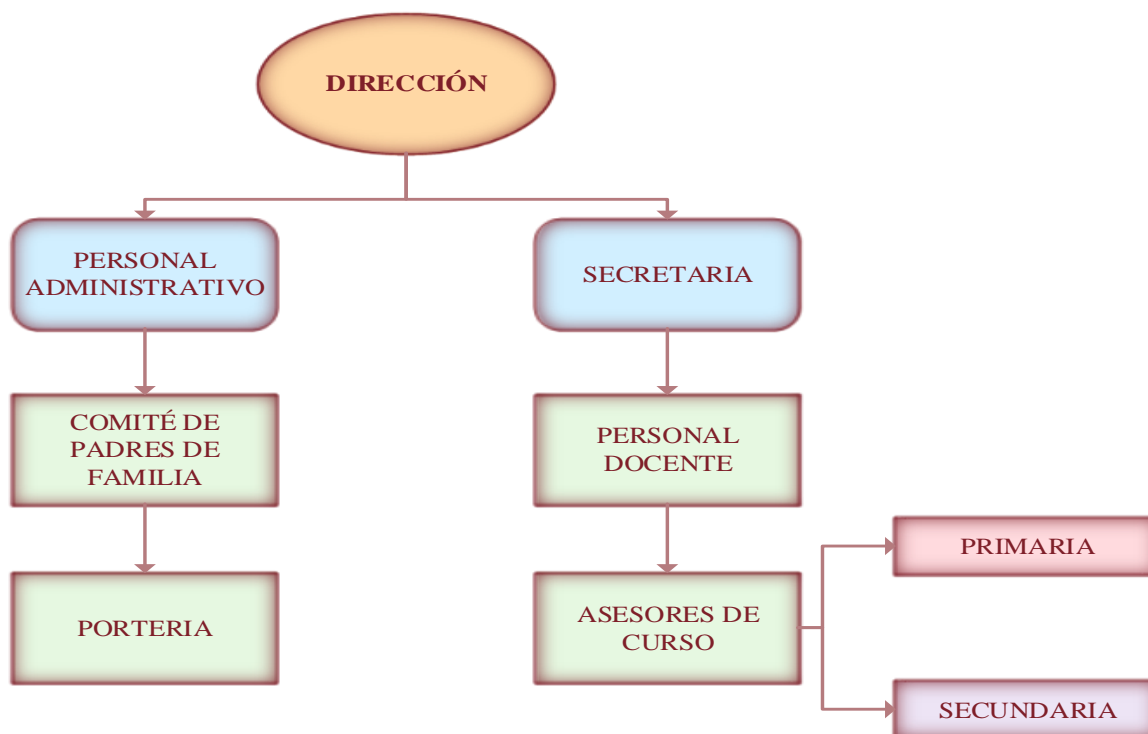 DIRECCIÓN
PERSONAL
ADMINISTRATIVO
SECRETARIA
COMITÉ DE
PADRES DE
FAMILIA
PERSONAL
DOCENTE
PRIMARIA
PORTERIA
ASESORES DE
CURSO
SECUNDARIA